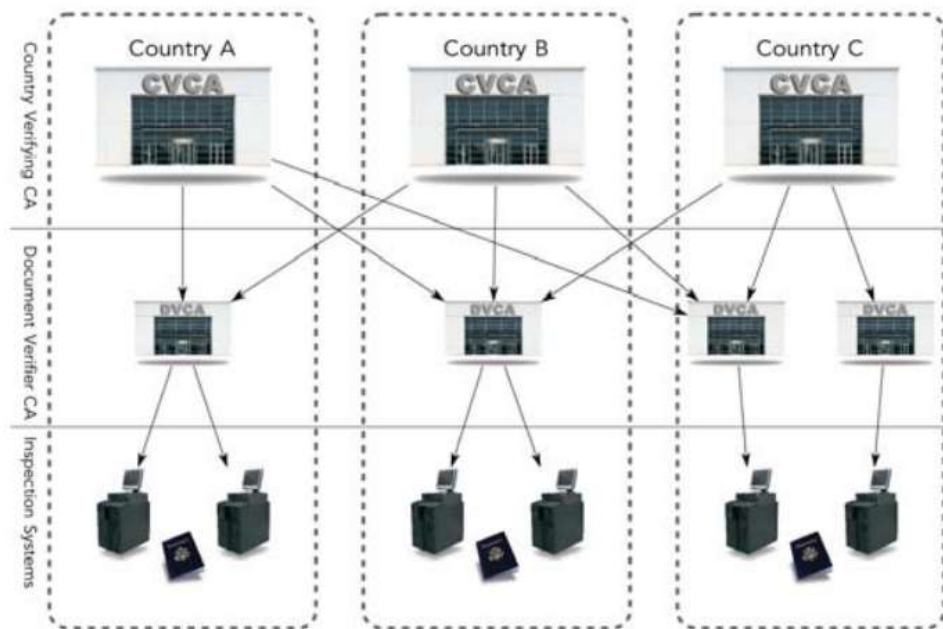 Country A
Country B
Country C
CVCA
CVCA
CVCA
Country Verifying CA
DVCA
DVCA
DVCA
DVCA
Document Verifier CA
Inspection Systems